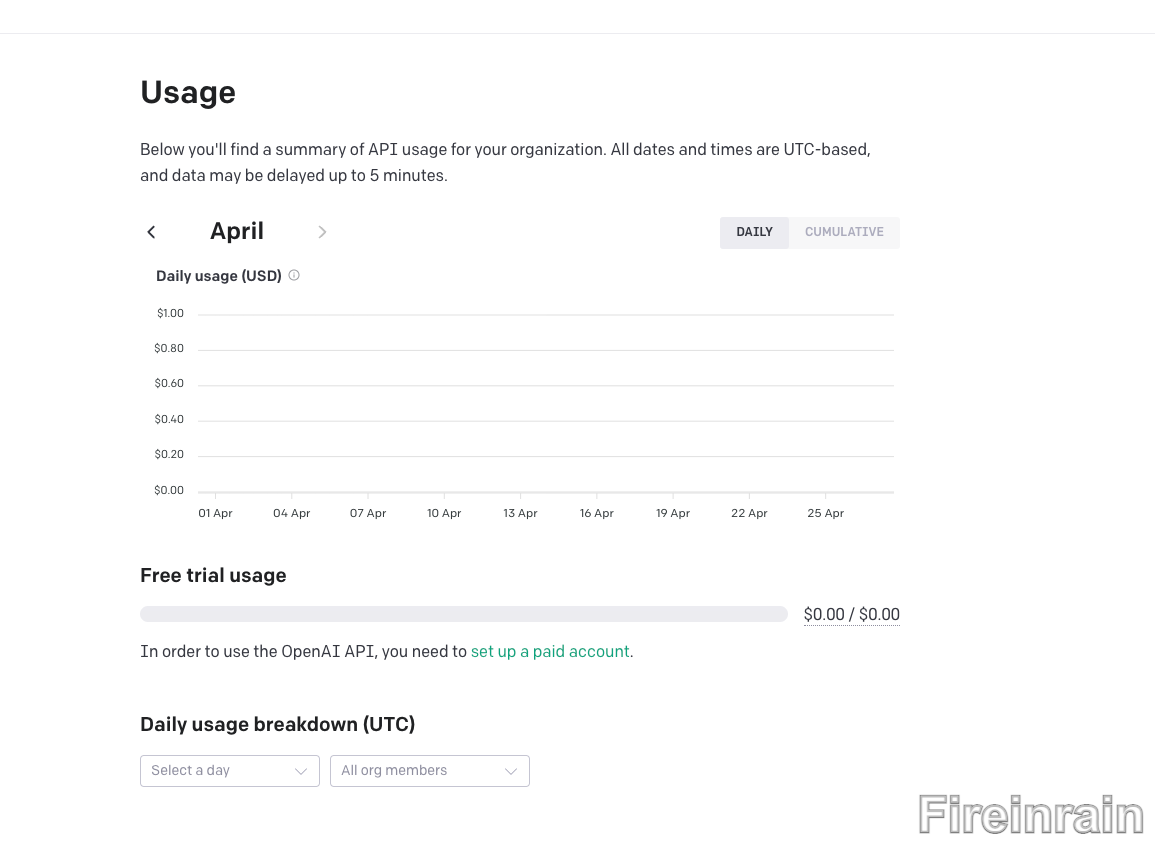 Usage
Below you'll find a summary of API usage for your organization. All dates and times are UTC-based,
and data may be delayed up to 5 minutes.
April
DAILY
CUMULATIVE
Daily usage (USD)
$1.00
$0.80
$0.60
$0.40
$0.20
$0.00
01 Apr 04 Apr 07 Apr 10 Apr 13 Apr 16 Apr 19 Apr 22 Apr 25 Apr
Free trial usage
$0.00 / $0.00
In order to use the OpenAI API, you need to set up a paid account.
Daily usage breakdown (UTC)
Select a day
All org members
Fireinrain